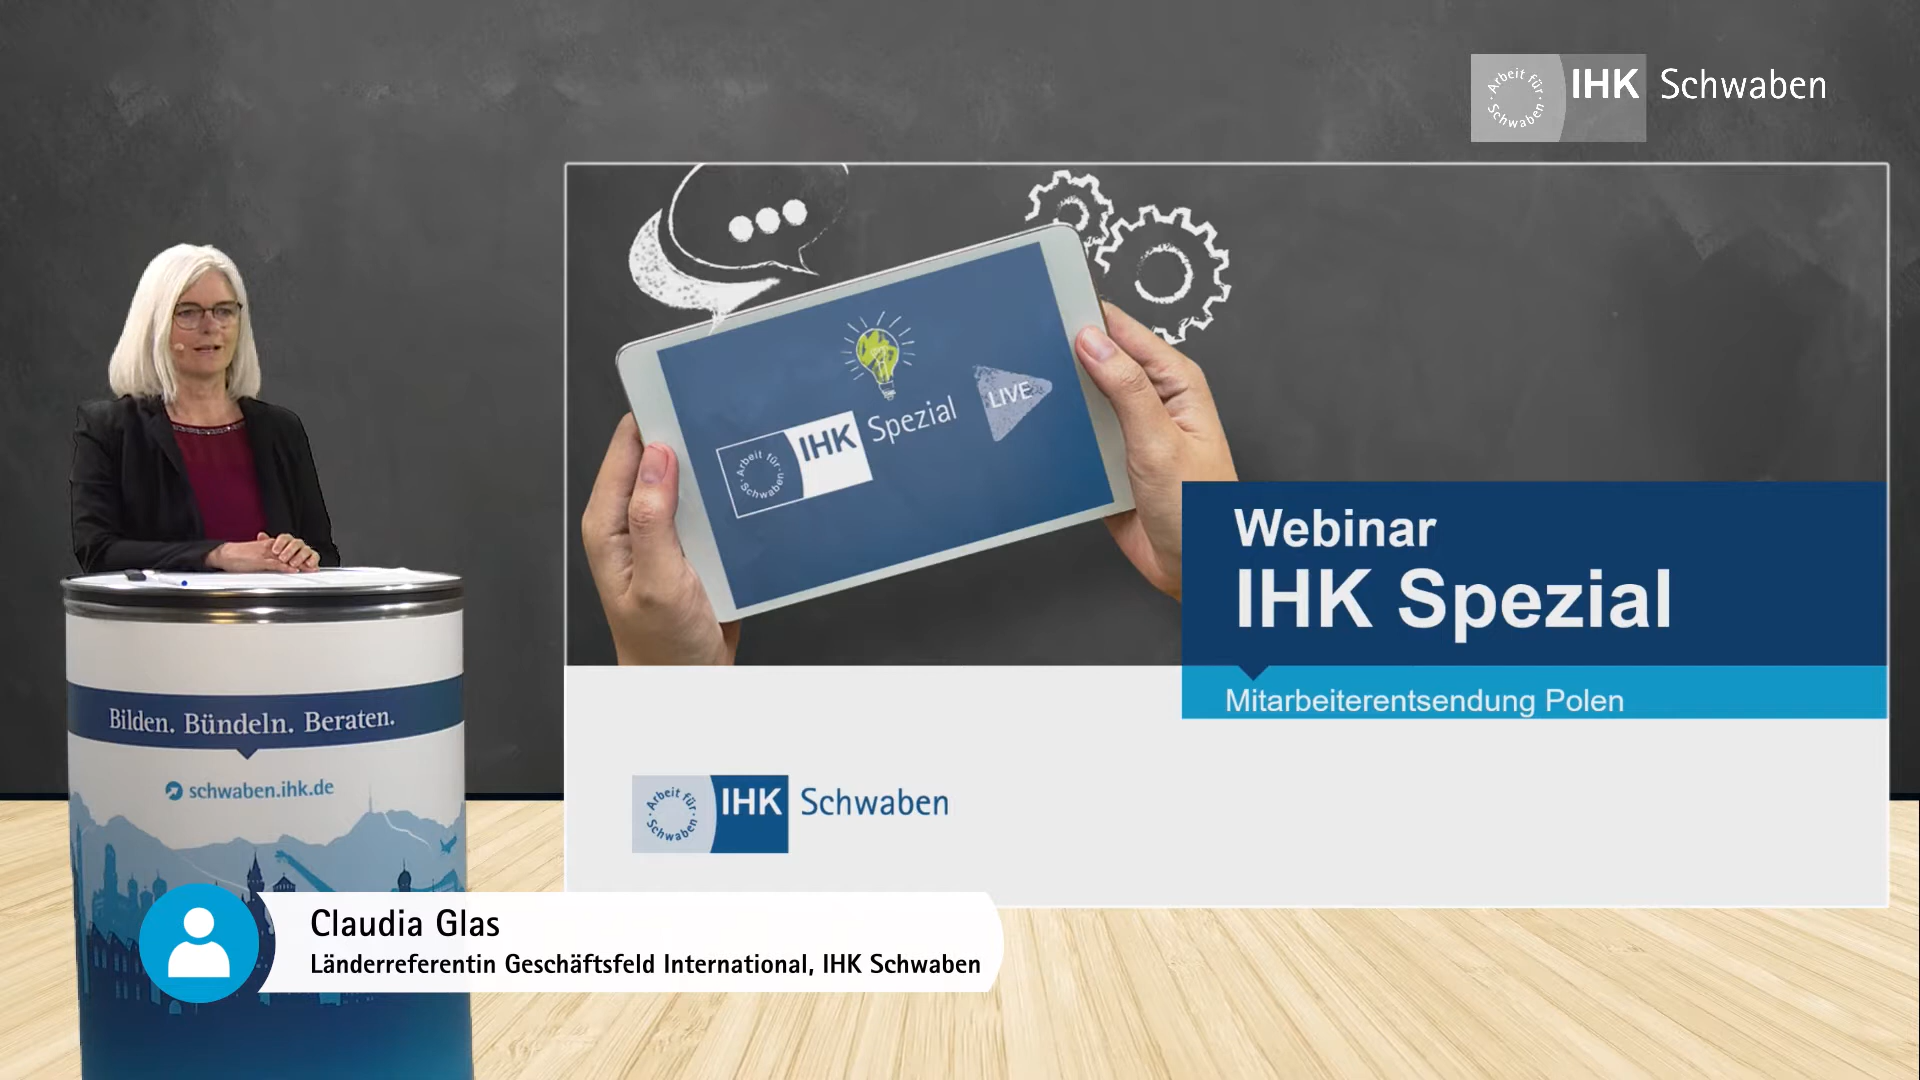 Arbeit für
Schwaben
IHK Schwaben
IHK Spezial
LIVE
Arbeit für
Schwaben
Webinar
IHK Spezial
Mitarbeiterentsendung Polen
Arbeit für
Schwaben
IHK Schwaben
Bilden. Bündeln. Beraten.
schwaben.ihk.de
Claudia Glas
Länderreferentin Geschäftsfeld International, IHK Schwaben